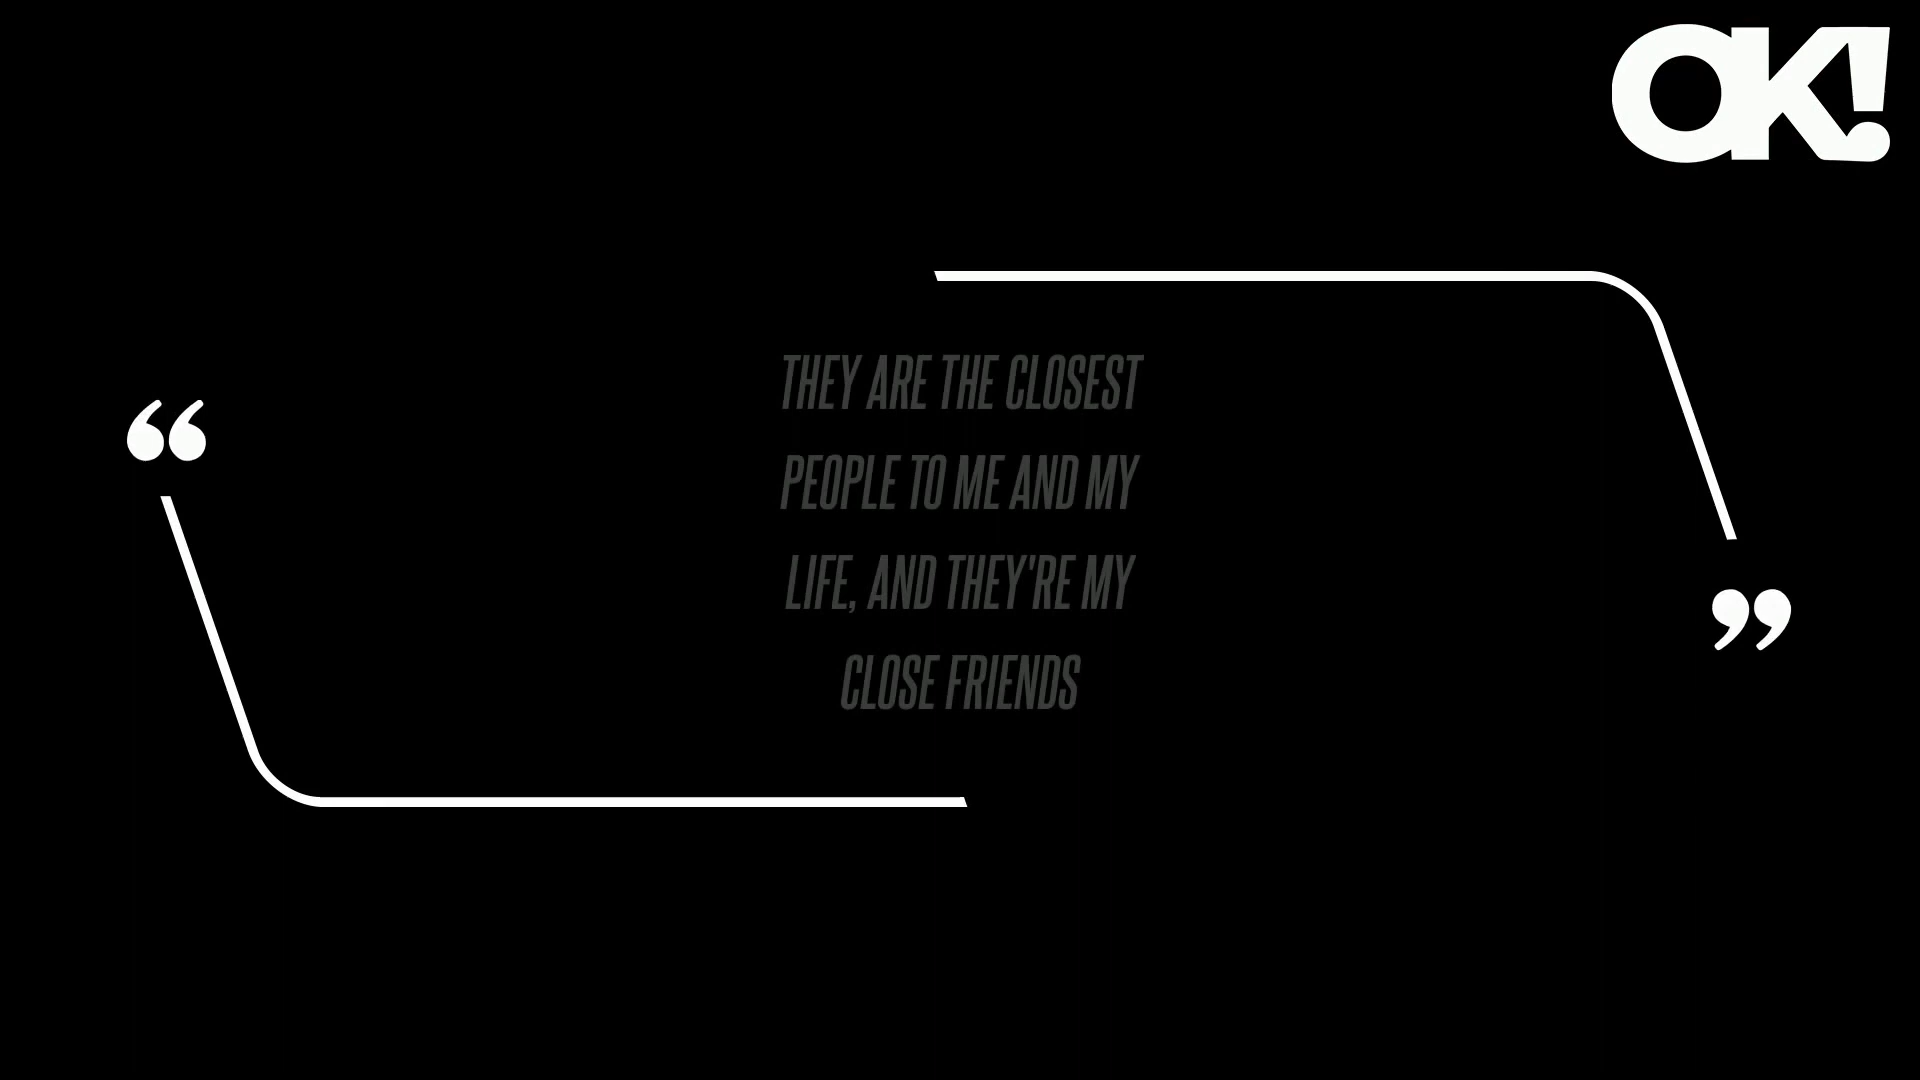 OK!
“
THEY ARE THE CLOSEST
PEOPLE TO ME AND MY
LIFE, AND THEY'RE MY
CLOSE FRIENDS
”